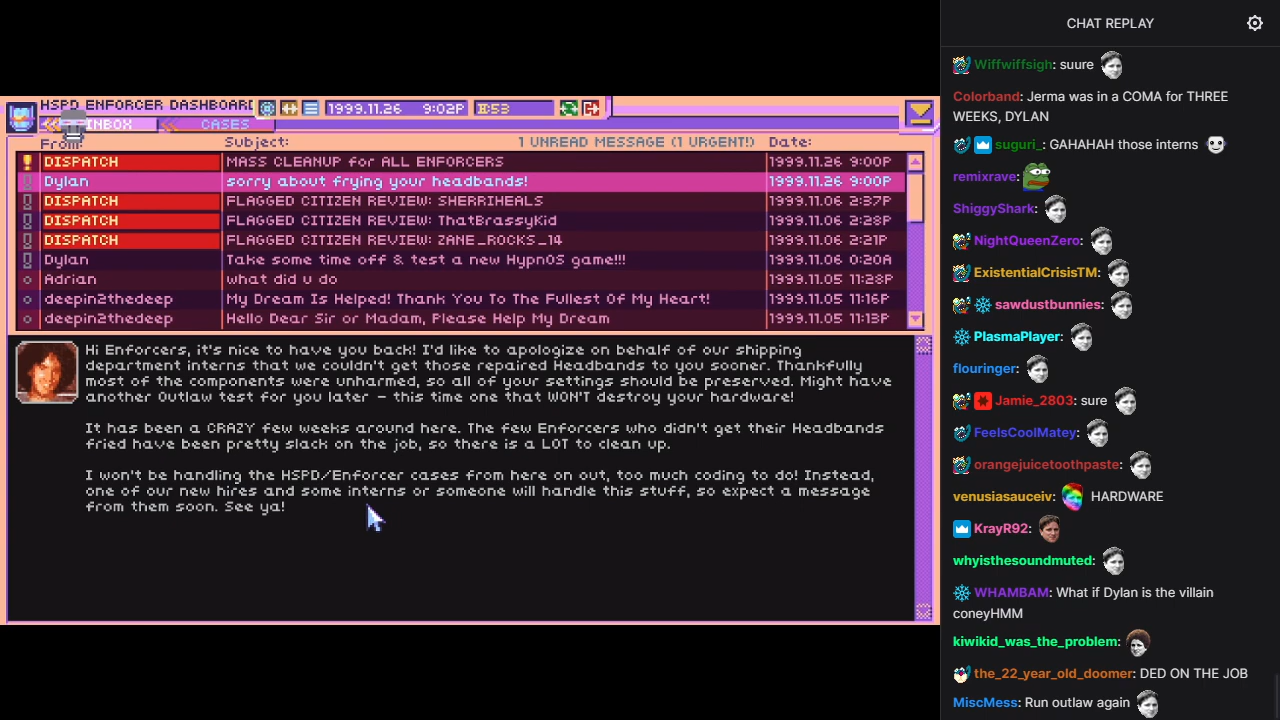 HSPD ENFORCER DASHBOARD
1999.11.26 9:02P
53
INBOX
CASES
From:
Subject:
1 UNREAD MESSAGE (1 URGENT!)
Date:
DISPATCH MASS CLEANUP for ALL ENFORCERS 1999.11.26 9:00P
Dylan sorry about frying your headbands! 1999.11.26 9:00P
DISPATCH FLAGGED CITIZEN REVIEW: SHERRIHEALS 1999.11.06 2:37P
DISPATCH FLAGGED CITIZEN REVIEW: ThatBrassyKid 1999.11.06 2:28P
DISPATCH FLAGGED CITIZEN REVIEW: ZANE_ROCKS_14 1999.11.06 2:21P
Dylan Take some time off & test a new HypnOS game!!! 1999.11.06 0:20A
Adrian what did u do 1999.11.05 11:28P
deepin2thedeep My Dream Is Helped! Thank You To The Fullest Of My Heart! 1999.11.05 11:16P
deepin2thedeep Hello Dear Sir or Madam, Please Help My Dream 1999.11.05 11:13P
Hi Enforcers, it's nice to have you back! I'd like to apologize on behalf of our shipping
department interns that we couldn't get those repaired Headbands to you sooner. Thankfully
most of the components were unharmed, so all of your settings should be preserved. Might have
another Outlaw test for you later - this time one that WON'T destroy your hardware!
It has been a CRAZY few weeks around here. The few Enforcers who didn't get their Headbands
fried have been pretty slack on the job, so there is a LOT to clean up.
I won't be handling the HSPD/Enforcer cases from here on out, too much coding to do! Instead,
one of our new hires and some interns or someone will handle this stuff, so expect a message
from them soon. See ya!
CHAT REPLAY
Wiffwiffsigh: suure
Colorband: Jerma was in a COMA for THREE
WEEKS, DYLAN
suguri_: GAHAHAH those interns
remixrave:
ShiggyShark:
NightQueenZero:
ExistentialCrisisTM:
sawdustbunnies:
PlasmaPlayer:
flouringer:
Jamie_2803: sure
FeelsCoolMatey:
orangejuicetoothpaste:
venusiasauceiv: HARDWARE
KrayR92:
whyisthesoundmuted:
WHAMBAM: What if Dylan is the villain
coneyHMM
kiwikid_was_the_problem:
the_22_year_old_doomer: DED ON THE JOB
MiscMess: Run outlaw again